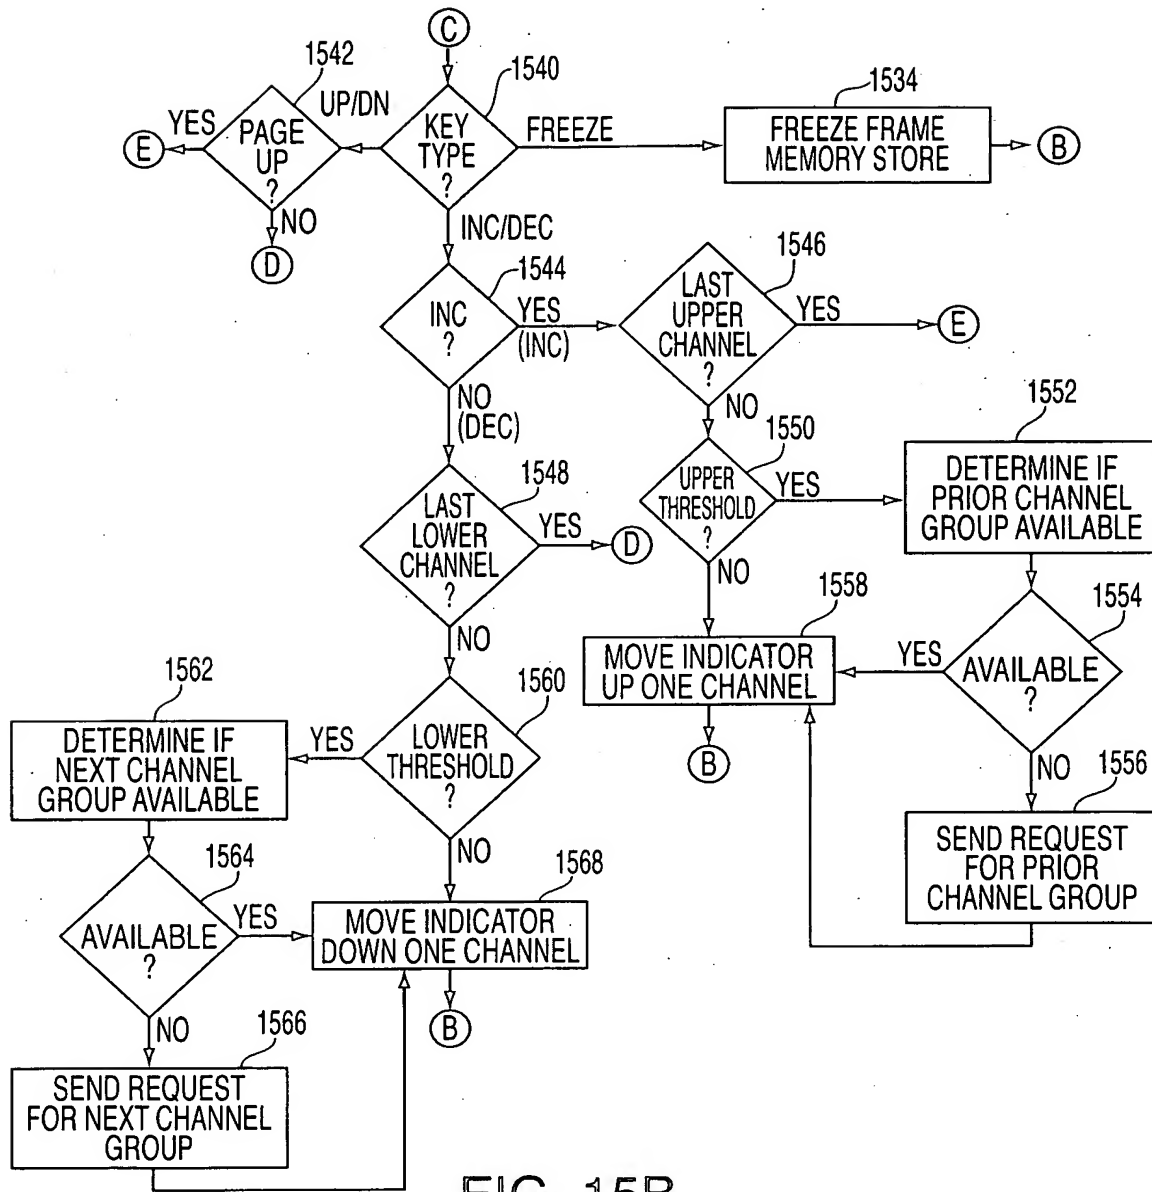 C
1542
1540
1534
UP/DN
YES
PAGE
UP
?
KEY
TYPE
?
FREEZE
FREEZE FRAME
MEMORY STORE
E
B
NO
D
INC/DEC
1544
1546
INC
?
YES
(INC)
LAST
UPPER
CHANNEL
?
YES
E
NO
(DEC)
NO
1550
1552
1548
UPPER
THRESHOLD
?
YES
DETERMINE IF
PRIOR CHANNEL
GROUP AVAILABLE
LAST
LOWER
CHANNEL
?
YES
D
NO
1558
1554
NO
MOVE INDICATOR
UP ONE CHANNEL
YES
AVAILABLE
?
1562
1560
DETERMINE IF
NEXT CHANNEL
GROUP AVAILABLE
YES
LOWER
THRESHOLD
?
B
NO
1556
SEND REQUEST
FOR PRIOR
CHANNEL GROUP
NO
1564
1568
AVAILABLE
?
YES
MOVE INDICATOR
DOWN ONE CHANNEL
B
NO
1566
SEND REQUEST
FOR NEXT CHANNEL
GROUP
FIG. 15B